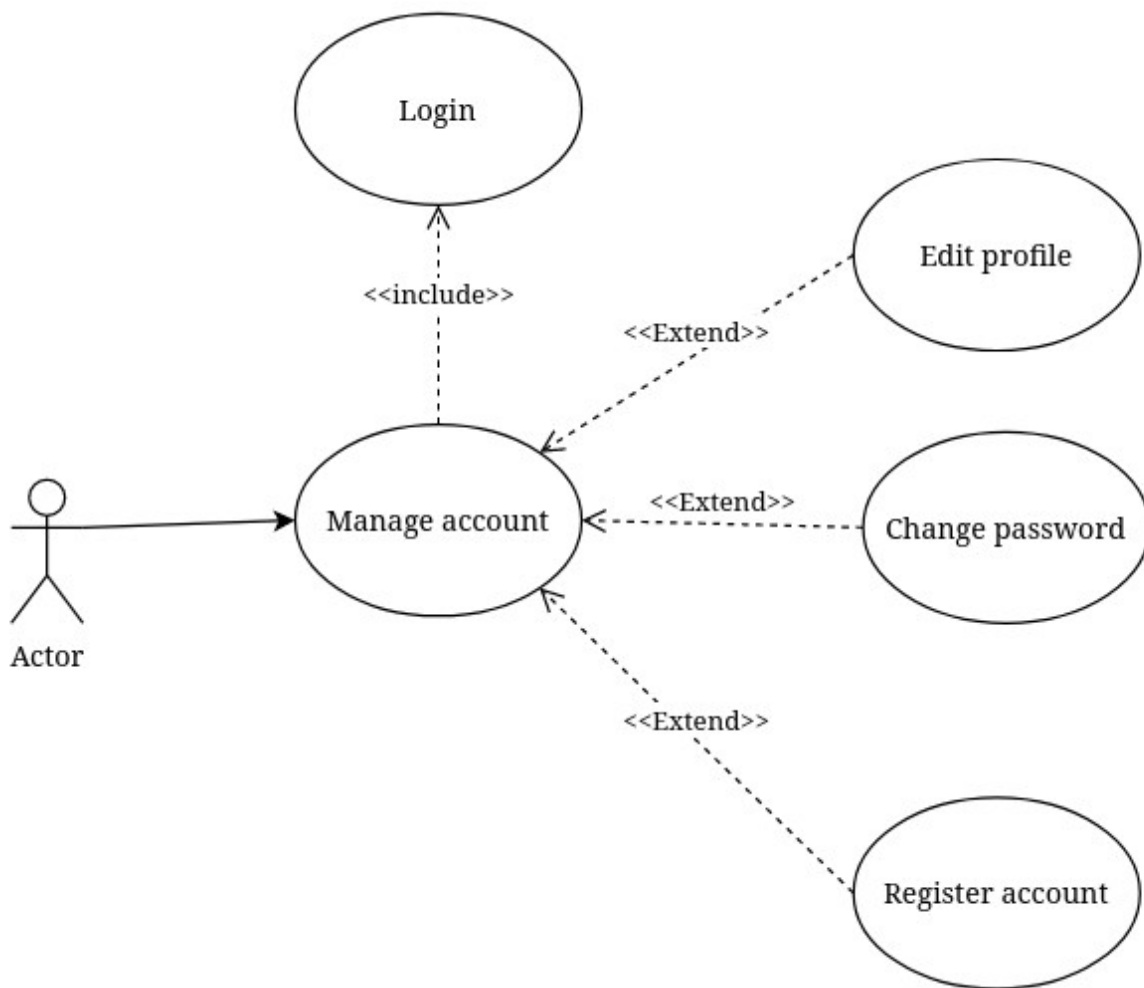 Login
Edit profile
<<include>>
<<Extend>>
<<Extend>>
Manage account
Change password
Actor
<<Extend>>
Register account